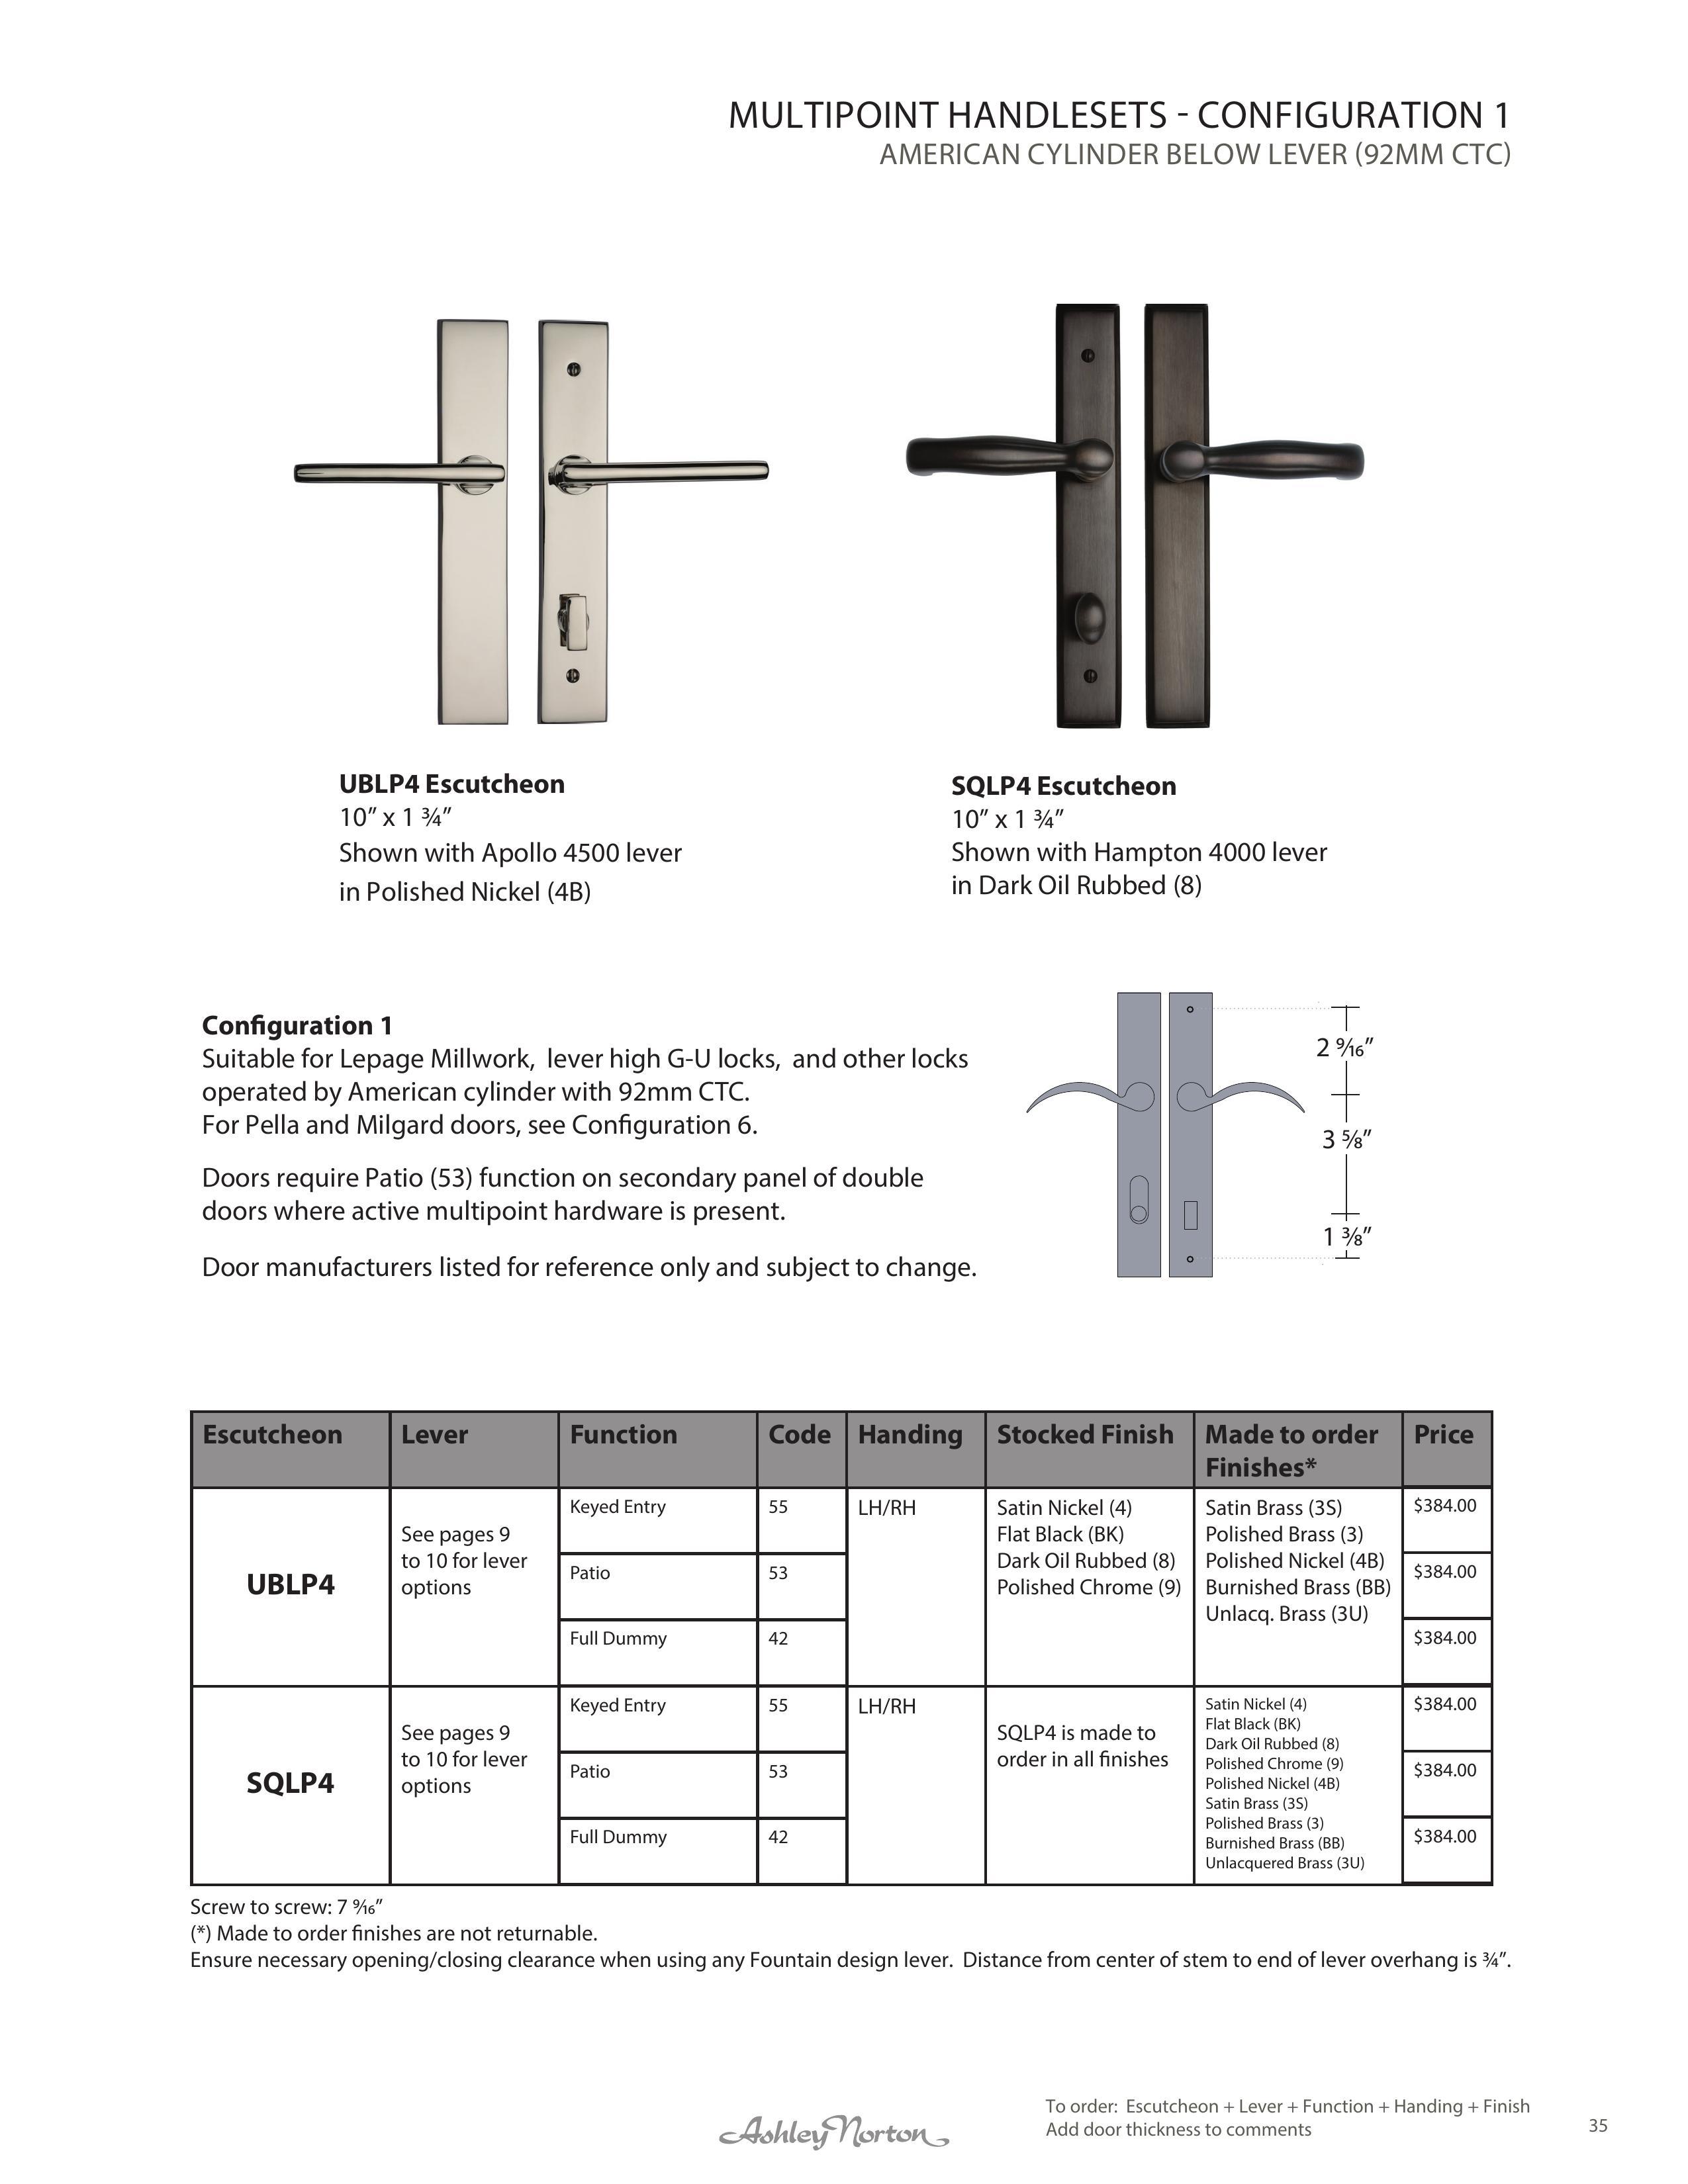 MULTIPOINT HANDLESETS - CONFIGURATION 1
AMERICAN CYLINDER BELOW LEVER (92MM CTC)
UBLP4 Escutcheon
10” x 1 ¾”
Shown with Apollo 4500 lever
in Polished Nickel (4B)
SQLP4 Escutcheon
10” x 1 ¾”
Shown with Hampton 4000 lever
in Dark Oil Rubbed (8)
Configuration 1
Suitable for Lepage Millwork,  lever high G-U locks,  and other locks
operated by American cylinder with 92mm CTC.
For Pella and Milgard doors, see Configuration 6.
Doors require Patio (53) function on secondary panel of double
doors where active multipoint hardware is present.
Door manufacturers listed for reference only and subject to change.
2 9⁄16”
3 ⅝”
1 ⅜”
Escutcheon Lever Function Code Handing Stocked Finish Made to order Price
Finishes*
UBLP4
See pages 9
to 10 for lever
options
Keyed Entry 55
Patio 53
Full Dummy 42
LH/RH
Satin Nickel (4)
Flat Black (BK)
Dark Oil Rubbed (8)
Polished Chrome (9)
Satin Brass (3S)
Polished Brass (3)
Polished Nickel (4B)
Burnished Brass (BB)
Unlacq. Brass (3U)
$384.00
$384.00
$384.00
SQLP4
See pages 9
to 10 for lever
options
Keyed Entry 55
Patio 53
Full Dummy 42
LH/RH
SQLP4 is made to
order in all finishes
Satin Nickel (4)
Flat Black (BK)
Dark Oil Rubbed (8)
Polished Chrome (9)
Polished Nickel (4B)
Satin Brass (3S)
Polished Brass (3)
Burnished Brass (BB)
Unlacquered Brass (3U)
$384.00
$384.00
$384.00
Screw to screw: 7 9⁄16”
(*) Made to order finishes are not returnable.
Ensure necessary opening/closing clearance when using any Fountain design lever.  Distance from center of stem to end of lever overhang is ¾”.
Ashley Norton
To order:  Escutcheon + Lever + Function + Handing + Finish
Add door thickness to comments
35